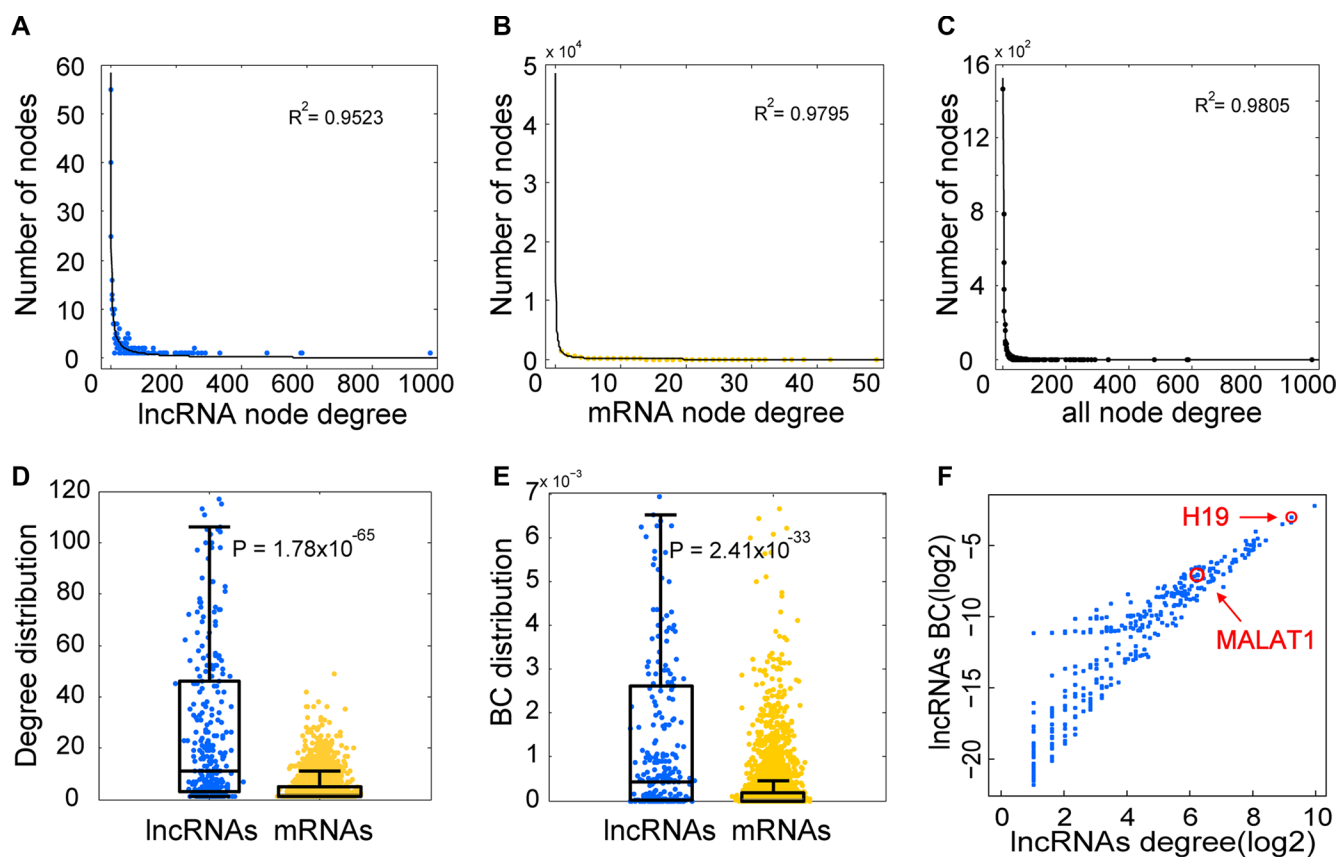 A
60
50
40
30
20
10
0
Number of nodes
R2= 0.9523
0 200 400 600 800 1000
lncRNA node degree
B
x 10^4
5
4
3
2
1
0
Number of nodes
R2= 0.9795
0 10 20 30 40 50
mRNA node degree
C
x 10^2
16
12
8
4
0
Number of nodes
R2= 0.9805
0 200 400 600 800 1000
all node degree
D
120
100
80
60
40
20
0
Degree distribution
P = 1.78x10^-65
lncRNAs mRNAs
E
x 10^-3
7
6
5
4
3
2
1
0
BC distribution
P = 2.41x10^-33
lncRNAs mRNAs
F
-5
-10
-15
-20
lncRNAs BC(log2)
H19
MALAT1
0 2 4 6 8 10
lncRNAs degree(log2)